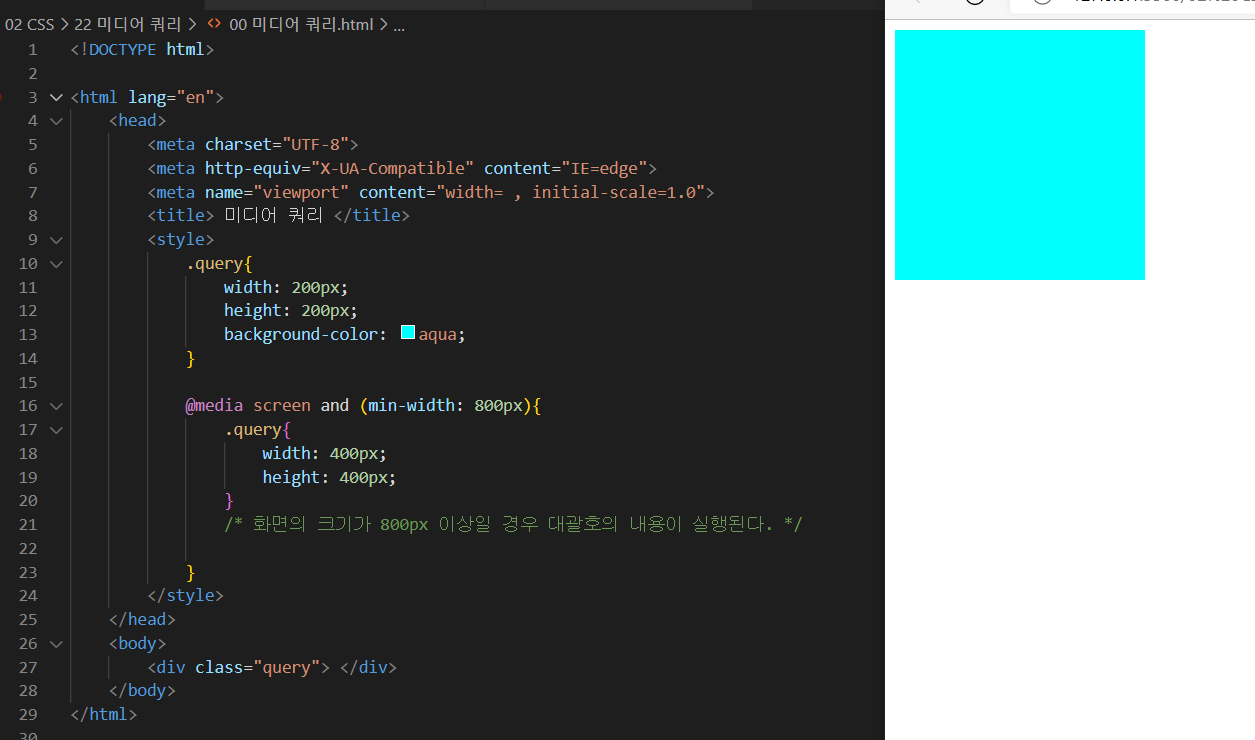 02 CSS > 22 미디어 쿼리 > <> 00 미디어 쿼리.html > ...
1 <!DOCTYPE html>
2
3 <html lang="en">
4 <head>
5 <meta charset="UTF-8">
6 <meta http-equiv="X-UA-Compatible" content="IE=edge">
7 <meta name="viewport" content="width= , initial-scale=1.0">
8 <title> 미디어 쿼리 </title>
9 <style>
10 .query{
11 width: 200px;
12 height: 200px;
13 background-color: aqua;
14 }
15
16 @media screen and (min-width: 800px){
17 .query{
18 width: 400px;
19 height: 400px;
20 }
21 /* 화면의 크기가 800px 이상일 경우 대괄호의 내용이 실행된다. */
22
23 }
24 </style>
25 </head>
26 <body>
27 <div class="query"> </div>
28 </body>
29 </html>
30